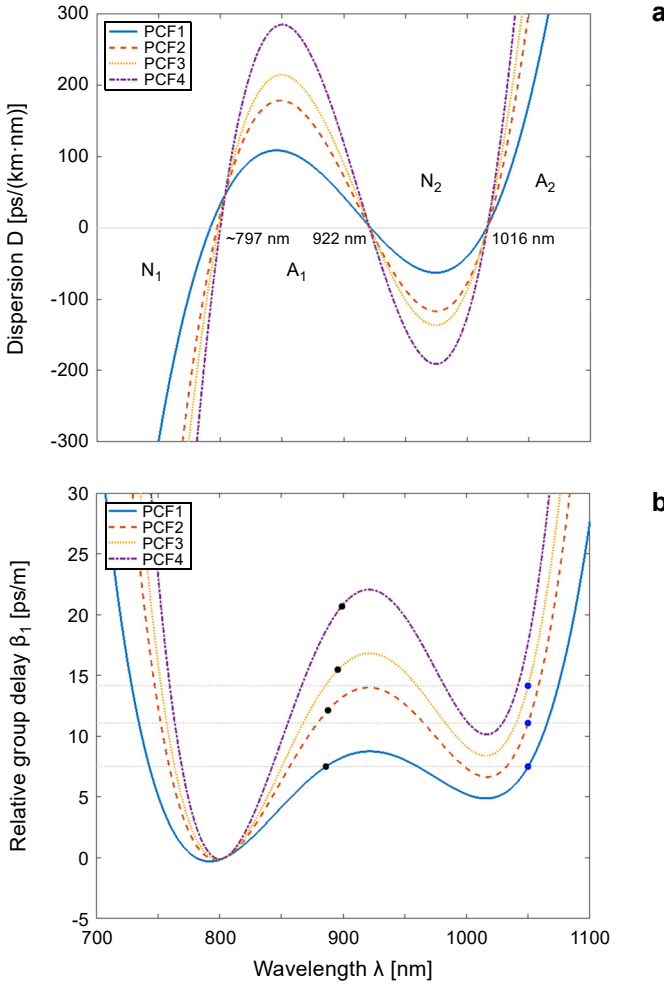 a
300
200
100
0
-100
-200
-300
Dispersion D [ps/(km·nm)]
PCF1
PCF2
PCF3
PCF4
N1
A1
N2
A2
~797 nm
922 nm
1016 nm
b
30
25
20
15
10
5
0
-5
Relative group delay β1 [ps/m]
PCF1
PCF2
PCF3
PCF4
700
800
900
1000
1100
Wavelength λ [nm]